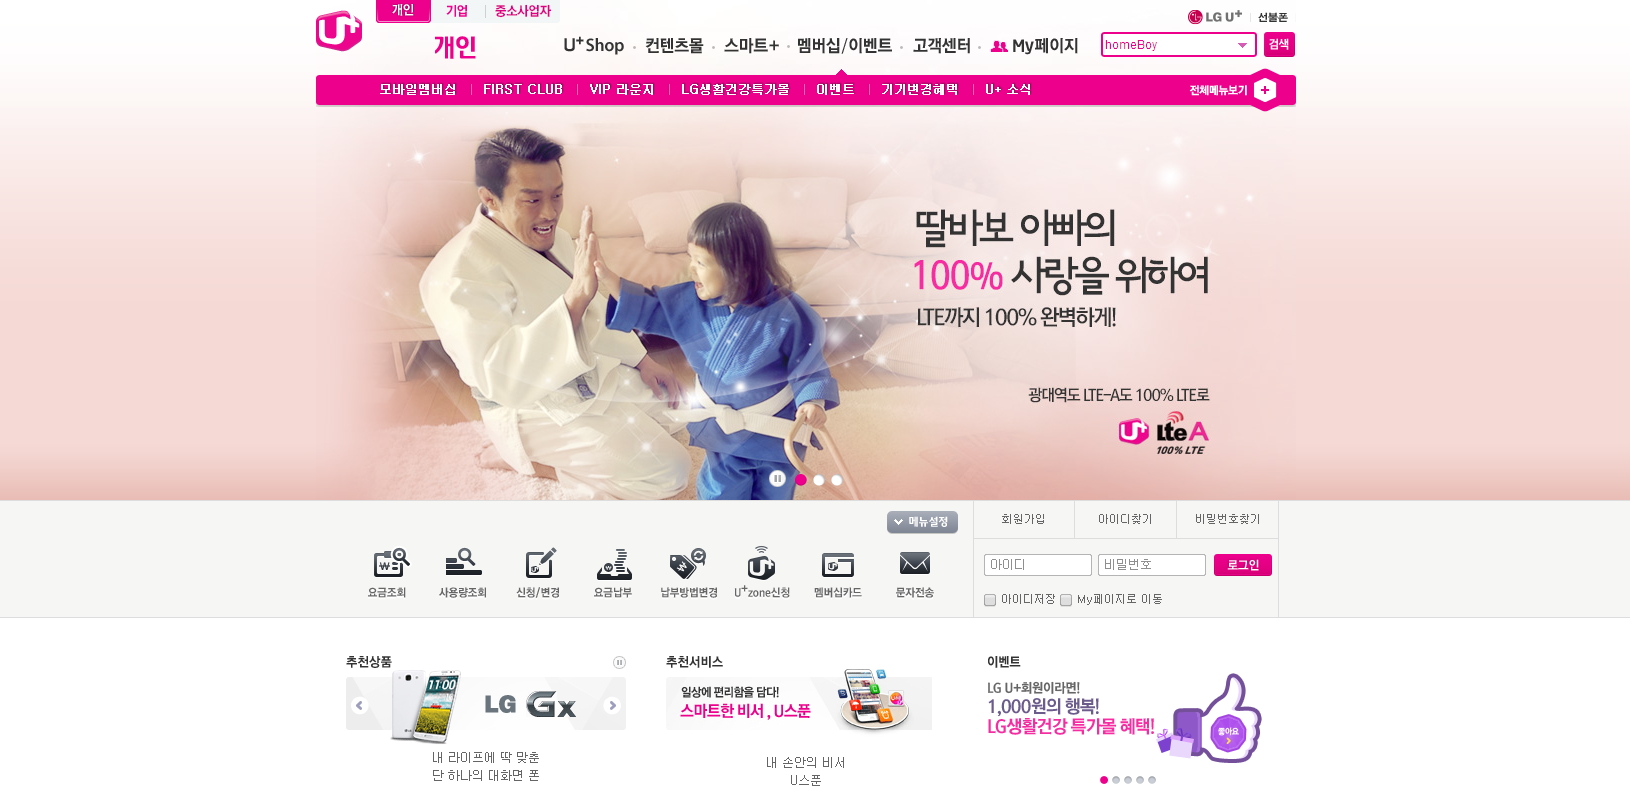 개인 기업 중소사업자
LG U+ 선불폰
U+
개인
U+Shop 컨텐츠몰 스마트+ 멤버십/이벤트 고객센터 My페이지 homeBoy 검색
모바일멤버십 FIRST CLUB VIP 라운지 LG생활건강특가몰 이벤트 기기변경혜택 U+ 소식 전체메뉴보기
딸바보 아빠의
100% 사랑을 위하여
LTE까지 100% 완벽하게!
광대역도 LTE-A도 100% LTE로
U+ LTE A
100% LTE
메뉴설정
회원가입 아이디찾기 비밀번호찾기
아이디 비밀번호 로그인
요금조회 사용량조회 신청/변경 요금납부 납부방법변경 U+zone신청 멤버십카드 문자전송
아이디저장 My페이지로 이동
추천상품
11:00
LG Gx
내 라이프에 딱 맞춘
단 하나의 대화면 폰
추천서비스
일상에 편리함을 담다!
스마트한 비서, U스푼
내 손안의 비서
U스푼
이벤트
LG U+회원이라면!
1,000원의 행복!
LG생활건강 특가몰 혜택!
좋아요